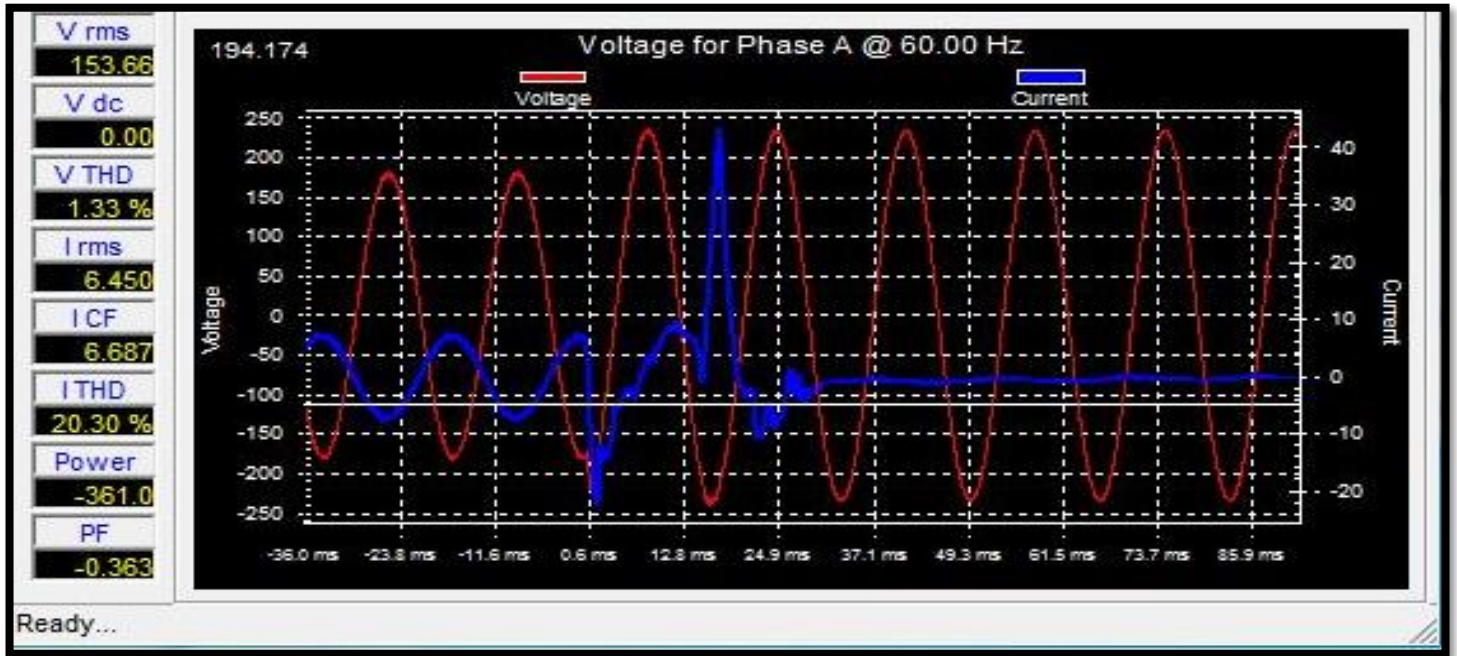 V rms
153.66
V dc
0.00
V THD
1.33 %
I rms
6.450
I CF
6.687
I THD
20.30 %
Power
-361.0
PF
-0.363
194.174
Voltage for Phase A @ 60.00 Hz
Voltage
Current
250
200
150
100
50
0
-50
-100
-150
-200
-250
Voltage
40
30
20
10
0
-10
-20
Current
-36.0 ms
-23.8 ms
-11.6 ms
0.6 ms
12.8 ms
24.9 ms
37.1 ms
49.3 ms
61.5 ms
73.7 ms
85.9 ms
Ready...